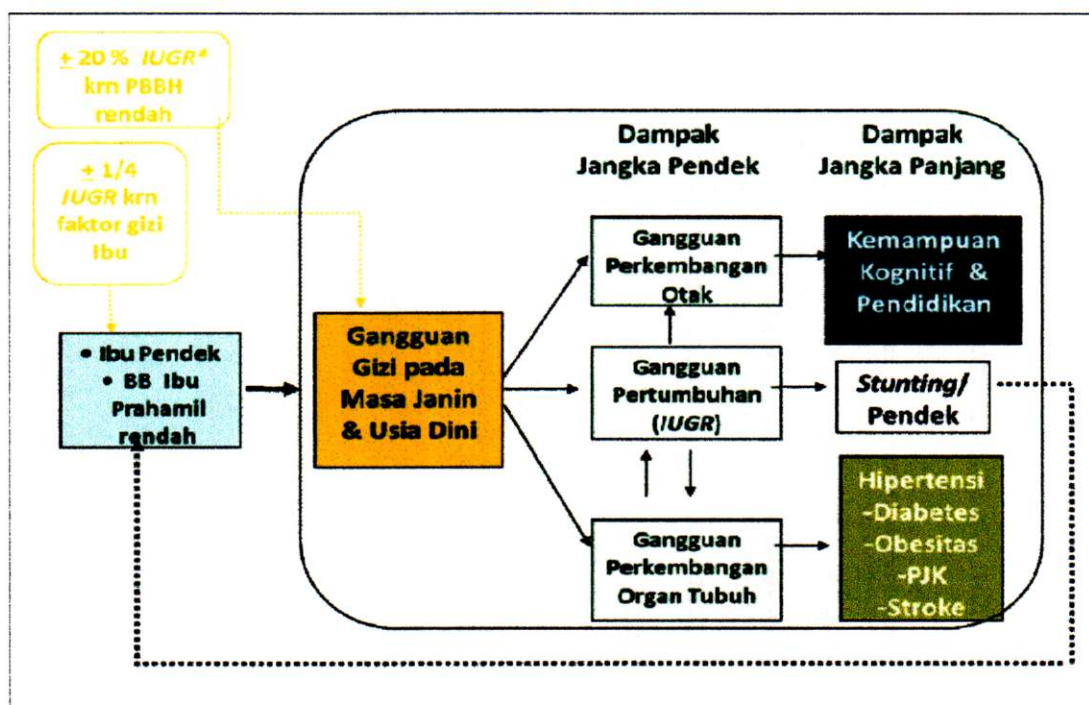 ± 20 % IUGR*
krn PBBH
rendah
± 1/4
IUGR krn
faktor gizi
Ibu
• Ibu Pendek
• BB Ibu
Prahamil
rendah
Gangguan
Gizi pada
Masa Janin
& Usia Dini
Dampak
Jangka Pendek
Gangguan
Perkembangan
Otak
Gangguan
Pertumbuhan
(IUGR)
Gangguan
Perkembangan
Organ Tubuh
Dampak
Jangka Panjang
Kemampuan
Kognitif &
Pendidikan
Stunting/
Pendek
Hipertensi
-Diabetes
-Obesitas
-PJK
-Stroke